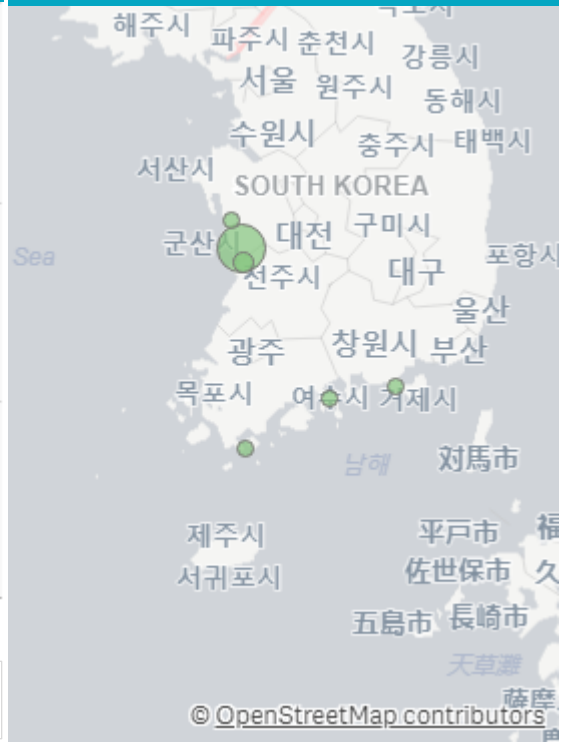 해주시
파주시
춘천시
강릉시
서울
원주시
동해시
수원시
충주시
태백시
서산시
SOUTH KOREA
군산
대전
구미시
포항시
Sea
전주시
대구
울산
광주
창원시
부산
목포시
여수시
거제시
남해
対馬市
제주시
平戸市
福
서귀포시
佐世保市
久
五島市
長崎市
天草灘
薩摩
© OpenStreetMap contributors